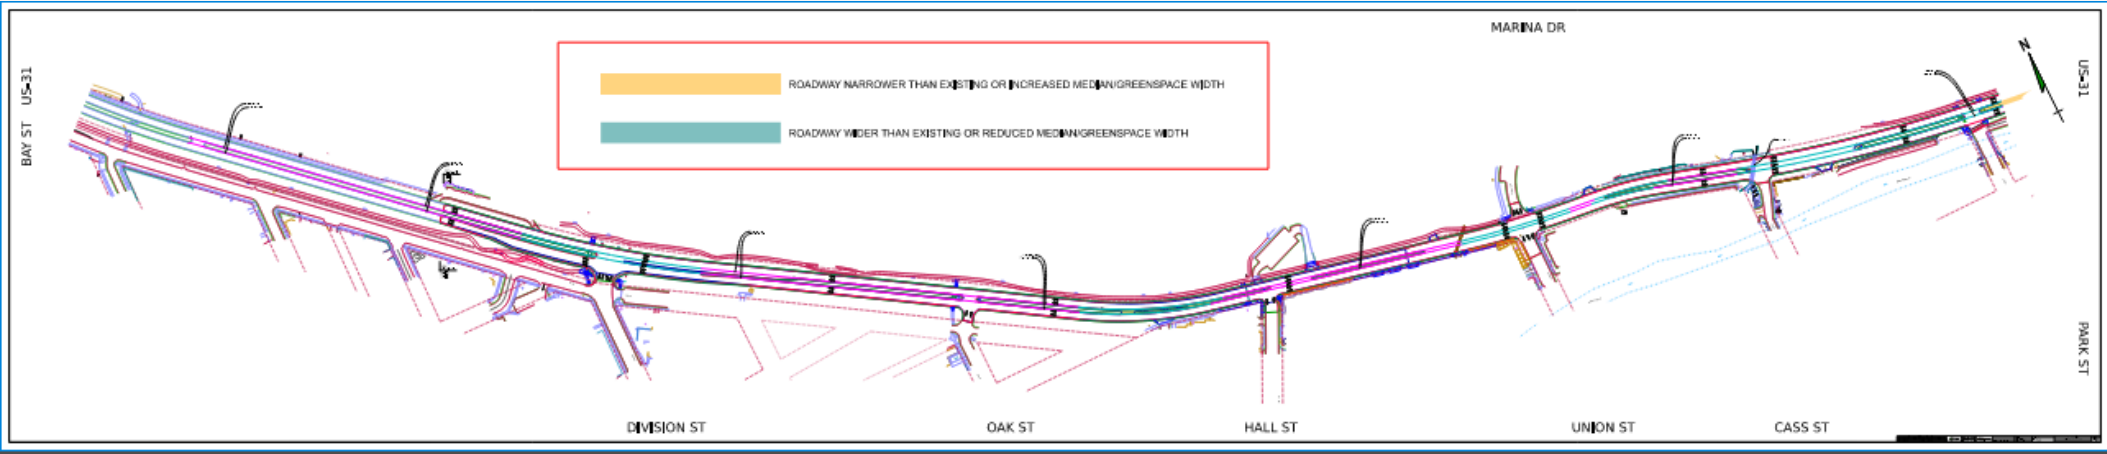 MARINA DR
N
US-31
BAY ST
US-31
ROADWAY NARROWER THAN EXISTING OR INCREASED MEDIAN/GREENSPACE WIDTH
ROADWAY WIDER THAN EXISTING OR REDUCED MEDIAN/GREENSPACE WIDTH
PARK ST
DIVISION ST
OAK ST
HALL ST
UNION ST
CASS ST